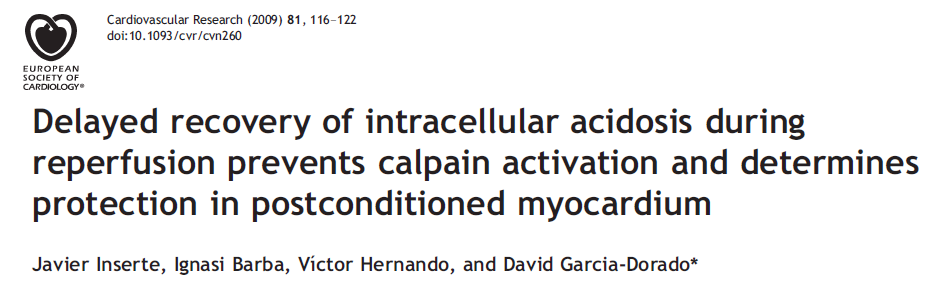 Cardiovascular Research (2009) 81, 116–122
doi:10.1093/cvr/cvn260
EUROPEAN
SOCIETY OF
CARDIOLOGY®
Delayed recovery of intracellular acidosis during
reperfusion prevents calpain activation and determines
protection in postconditioned myocardium
Javier Inserte, Ignasi Barba, Víctor Hernando, and David Garcia-Dorado*